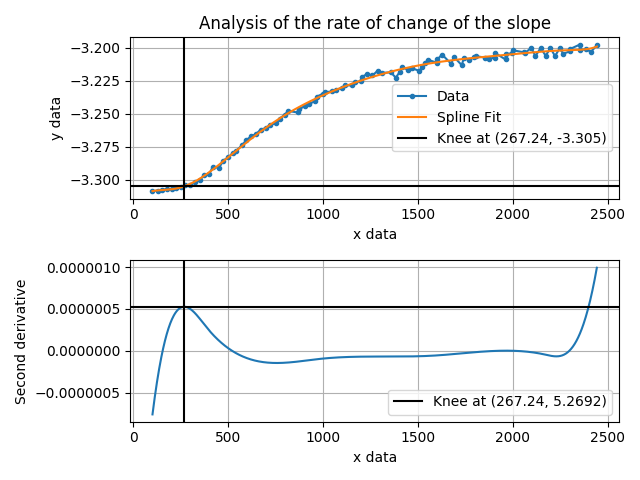 Analysis of the rate of change of the slope
−3.200
−3.225
−3.250
−3.275
−3.300
y data
Data
Spline Fit
Knee at (267.24, -3.305)
0 500 1000 1500 2000 2500
x data
0.0000010
0.0000005
0.0000000
−0.0000005
Second derivative
Knee at (267.24, 5.2692)
0 500 1000 1500 2000 2500
x data